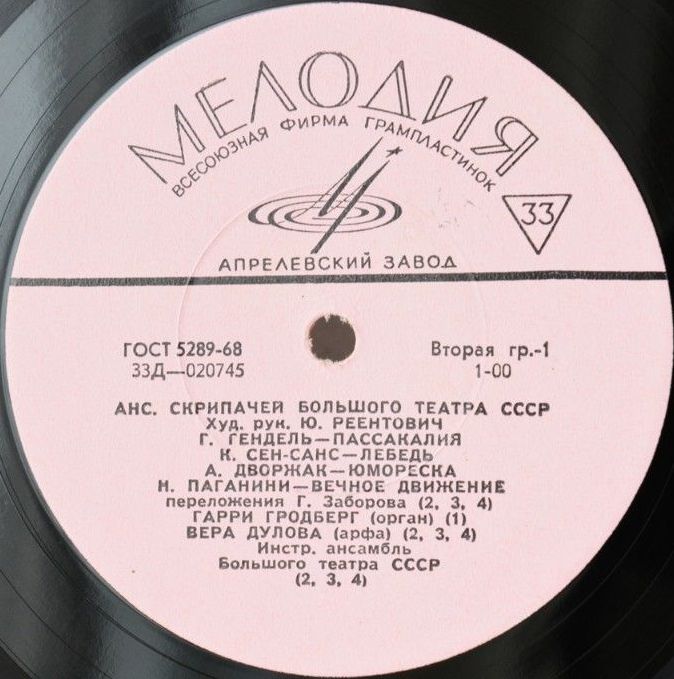 МЕЛОДИЯ
ВСЕСОЮЗНАЯ ФИРМА ГРАМПЛАСТИНОК
33
АПРЕЛЕВСКИЙ ЗАВОД
ГОСТ 5289-68 Вторая гр.-1
33Д—020745 1-00
АНС. СКРИПАЧЕЙ БОЛЬШОГО ТЕАТРА СССР
Худ. рук. Ю. РЕЕНТОВИЧ
Г. ГЕНДЕЛЬ—ПАССАКАЛИЯ
К. СЕН-САНС—ЛЕБЕДЬ
А. ДВОРЖАК—ЮМОРЕСКА
Н. ПАГАНИНИ—ВЕЧНОЕ ДВИЖЕНИЕ
переложения Г. Заборова (2, 3, 4)
ГАРРИ ГРОДБЕРГ (орган) (1)
ВЕРА ДУЛОВА (арфа) (2, 3, 4)
Инстр. ансамбль
Большого театра СССР
(2, 3, 4)